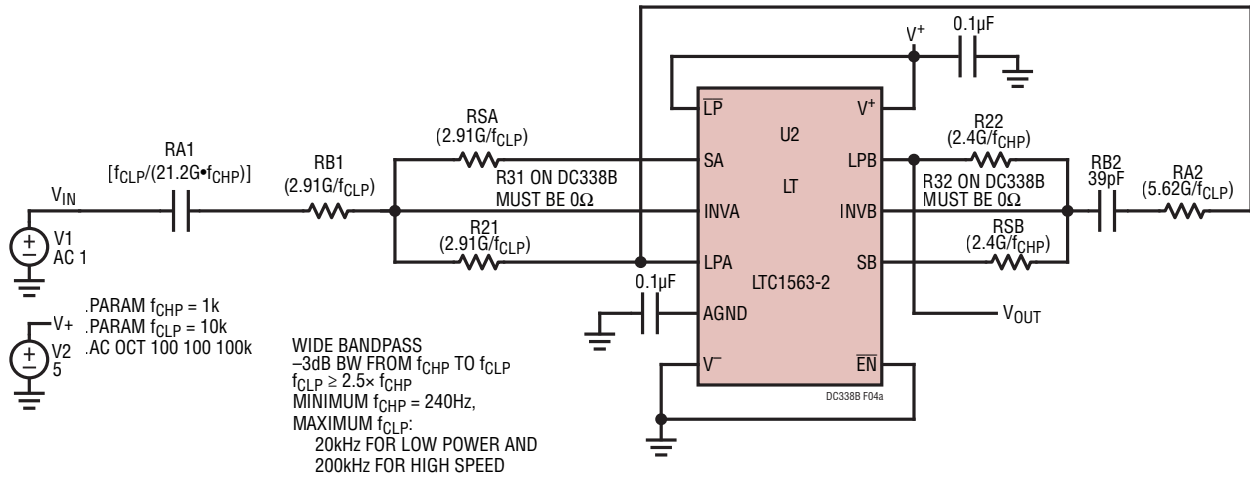 V⁺
0.1µF
RA1
[fCLP/(21.2G•fCHP)]
VIN
V1
AC 1
RB1
(2.91G/fCLP)
RSA
(2.91G/fCLP)
R31 ON DC338B
MUST BE 0Ω
R21
(2.91G/fCLP)
0.1µF
L̅P̅
SA
INVA
LPA
AGND
V⁻
U2
LT
LTC1563-2
V⁺
LPB
INVB
SB
E̅N̅
R22
(2.4G/fCHP)
R32 ON DC338B
MUST BE 0Ω
RSB
(2.4G/fCHP)
RB2
39pF
RA2
(5.62G/fCLP)
VOUT
DC338B F04a
V+
V2
5
.PARAM fCHP = 1k
.PARAM fCLP = 10k
.AC OCT 100 100 100k
WIDE BANDPASS
–3dB BW FROM fCHP TO fCLP
fCLP ≥ 2.5× fCHP
MINIMUM fCHP = 240Hz,
MAXIMUM fCLP:
20kHz FOR LOW POWER AND
200kHz FOR HIGH SPEED